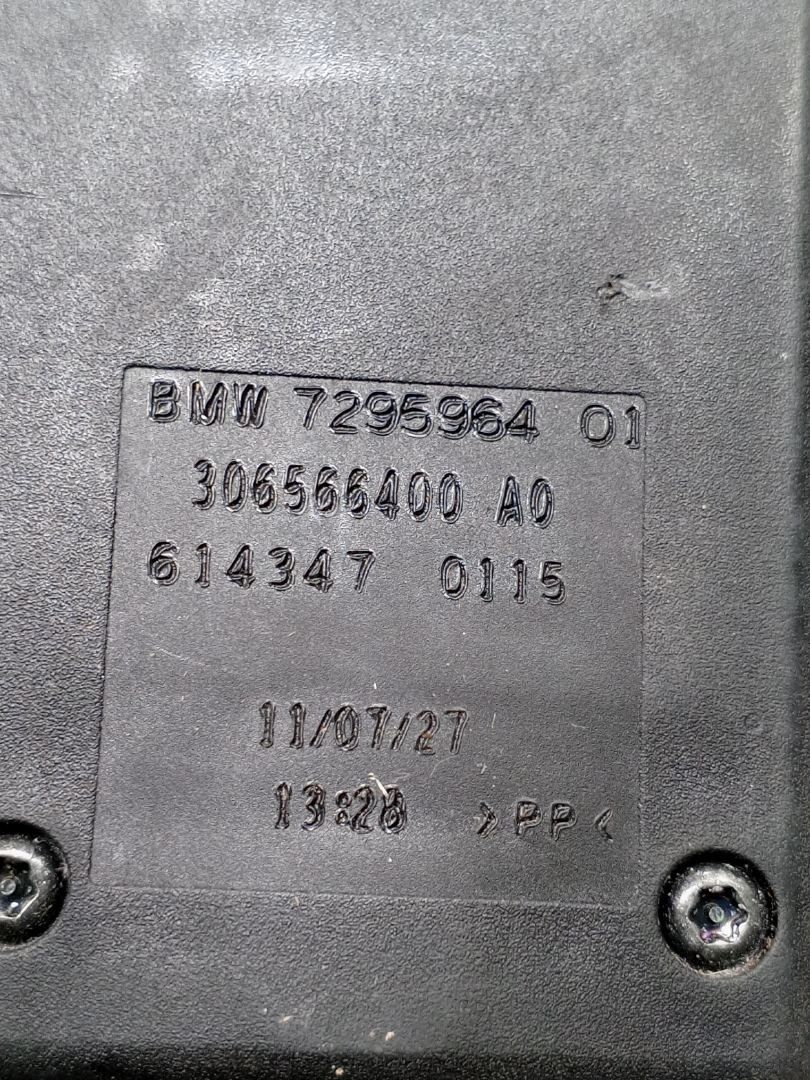 BMW 7295964 01
306566400 A0
614347 0115
11/07/27
13:28 >PP<